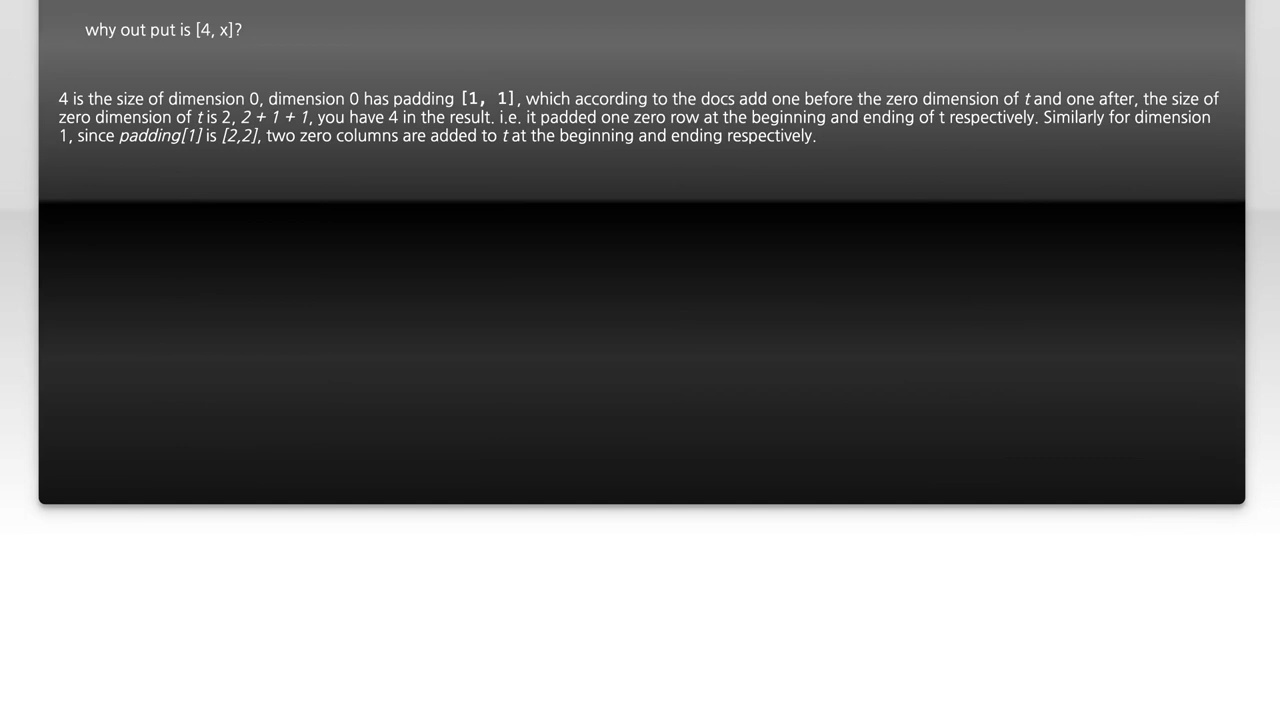 why out put is [4, x]?
4 is the size of dimension 0, dimension 0 has padding [1, 1], which according to the docs add one before the zero dimension of t and one after, the size of
zero dimension of t is 2, 2 + 1 + 1, you have 4 in the result. i.e. it padded one zero row at the beginning and ending of t respectively. Similarly for dimension
1, since padding[1] is [2,2], two zero columns are added to t at the beginning and ending respectively.